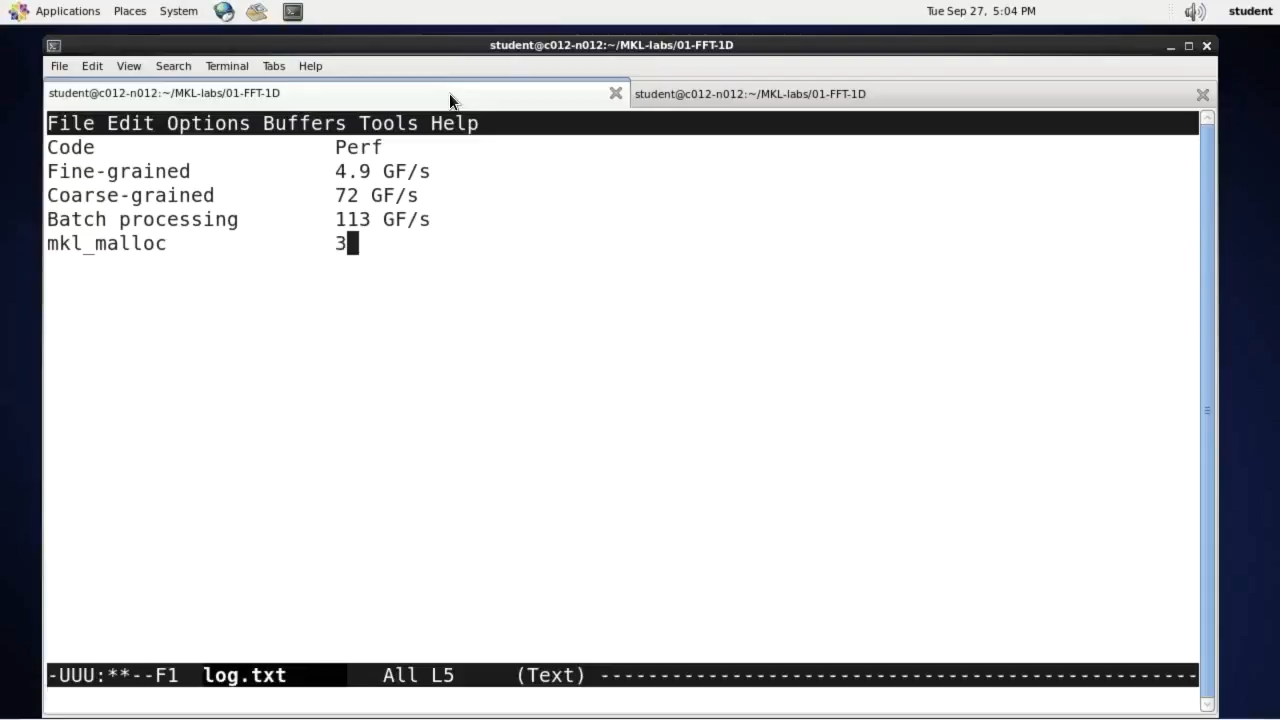 Applications Places System Tue Sep 27, 5:04 PM student
student@c012-n012:~/MKL-labs/01-FFT-1D
File Edit View Search Terminal Tabs Help
student@c012-n012:~/MKL-labs/01-FFT-1D student@c012-n012:~/MKL-labs/01-FFT-1D
File Edit Options Buffers Tools Help
Code Perf
Fine-grained 4.9 GF/s
Coarse-grained 72 GF/s
Batch processing 113 GF/s
mkl_malloc 3
-UUU:**--F1 log.txt All L5 (Text) --------------------------------------------------